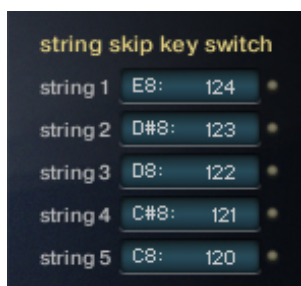 string skip key switch
string 1 E8: 124
string 2 D#8: 123
string 3 D8: 122
string 4 C#8: 121
string 5 C8: 120